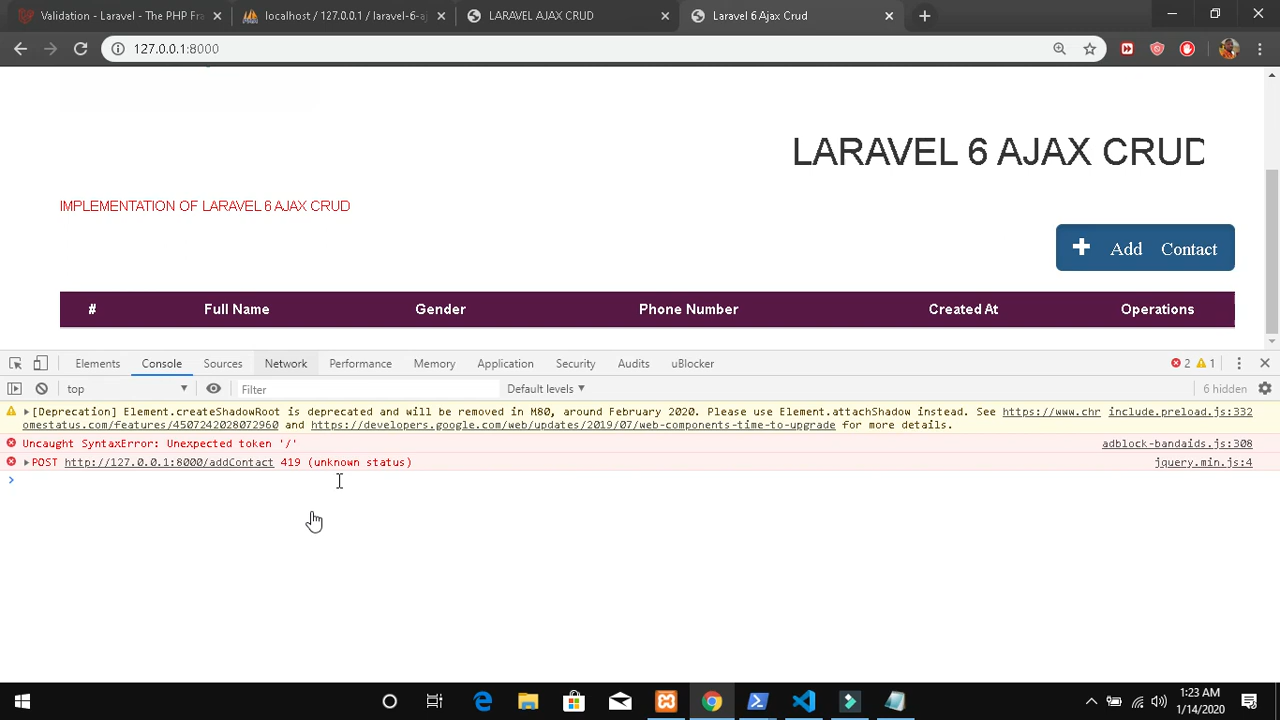 Validation - Laravel - The PHP Fra
localhost / 127.0.0.1 / laravel-6-aj
LARAVEL AJAX CRUD
Laravel 6 Ajax Crud
127.0.0.1:8000
LARAVEL 6 AJAX CRUD
IMPLEMENTATION OF LARAVEL 6 AJAX CRUD
Add Contact
# Full Name Gender Phone Number Created At Operations
Elements Console Sources Network Performance Memory Application Security Audits uBlocker 2 1
top Filter Default levels 6 hidden
[Deprecation] Element.createShadowRoot is deprecated and will be removed in M80, around February 2020. Please use Element.attachShadow instead. See https://www.chr include.preload.js:332
omestatus.com/features/4507242028072960 and https://developers.google.com/web/updates/2019/07/web-components-time-to-upgrade for more details.
Uncaught SyntaxError: Unexpected token '/' adblock-bandaids.js:308
POST http://127.0.0.1:8000/addContact 419 (unknown status) jquery.min.js:4
1:23 AM
1/14/2020